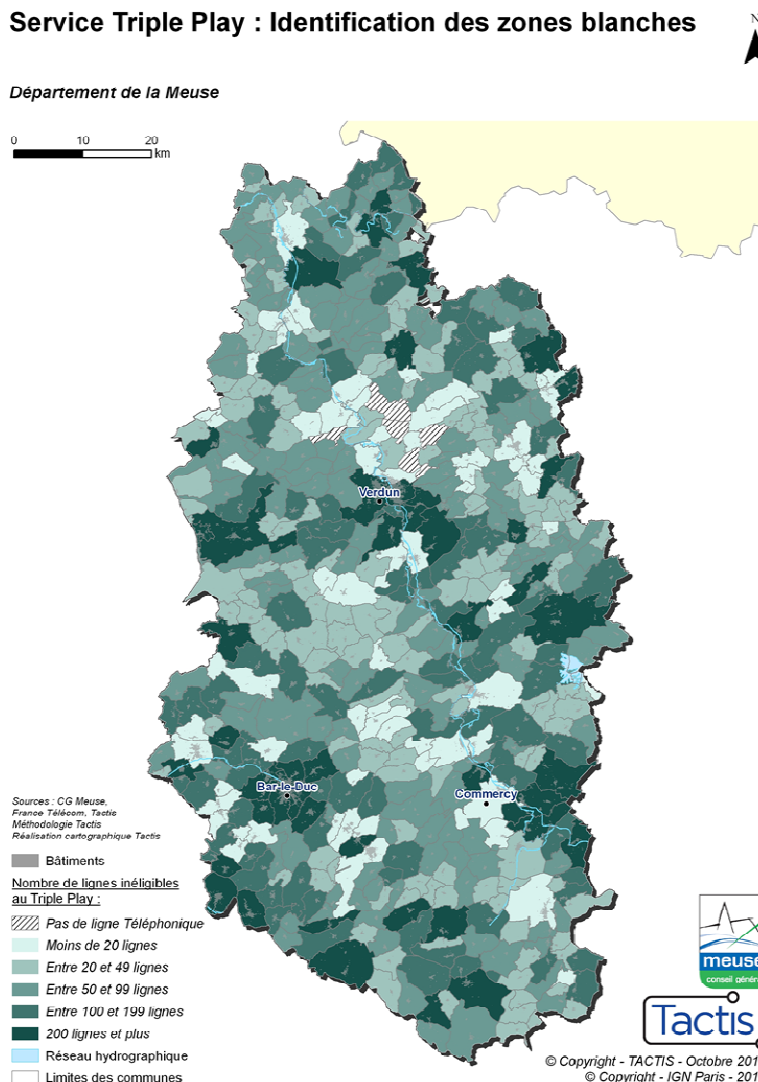 Service Triple Play : Identification des zones blanches
N
Département de la Meuse
0 10 20
km
Verdun
Bar-le-Duc
Commercy
Sources : CG Meuse,
France Télécom, Tactis
Méthodologie Tactis
Réalisation cartographique Tactis
Bâtiments
Nombre de lignes inéligibles
au Triple Play :
Pas de ligne Téléphonique
Moins de 20 lignes
Entre 20 et 49 lignes
Entre 50 et 99 lignes
Entre 100 et 199 lignes
200 lignes et plus
Réseau hydrographique
Limites des communes
meuse
conseil généra
Tactis
© Copyright - TACTIS - Octobre 201
© Copyright - IGN Paris - 201